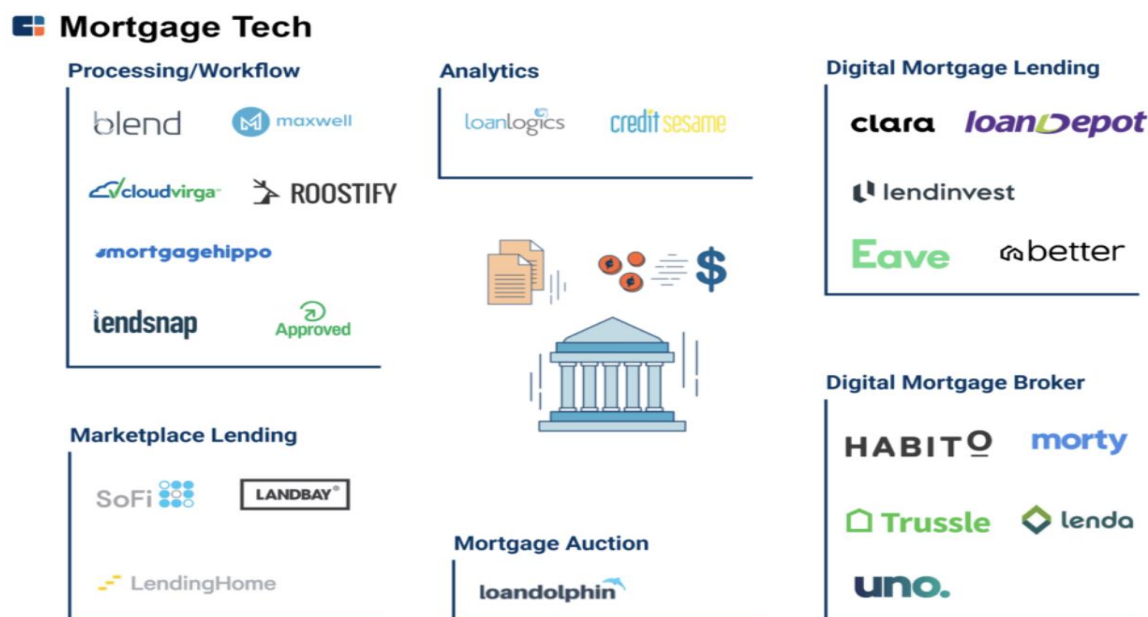 Mortgage Tech
Processing/Workflow
blend maxwell
cloudvirga
ROOSTIFY
mortgagehippo
lendsnap Approved
Analytics
loanlogics credit sesame
Digital Mortgage Lending
clara loanDepot
lendinvest
Eave better
Marketplace Lending
SoFi LANDBAY
LendingHome
$
Mortgage Auction
loandolphin
Digital Mortgage Broker
HABITO morty
Trussle lenda
uno.